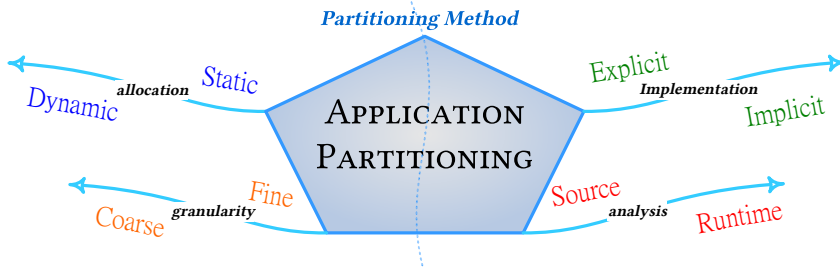 Partitioning Method
Application
Partitioning
Static
allocation
Dynamic
Explicit
Implementation
Implicit
Fine
granularity
Coarse
Source
analysis
Runtime